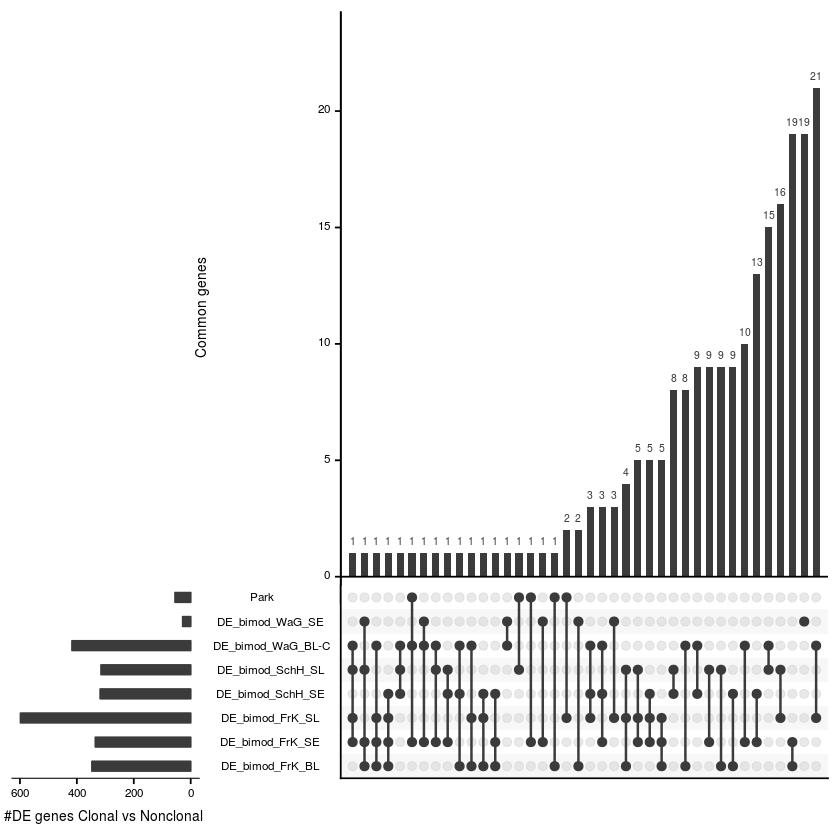 21
19 19
20
16
15
15
13
Common genes
10
10
9 9 9 9
8 8
5 5 5
5
4
3 3 3
2 2
1 1 1 1 1 1 1 1 1 1 1 1 1 1 1 1 1 1
0
Park
DE_bimod_WaG_SE
DE_bimod_WaG_BL-C
DE_bimod_SchH_SL
DE_bimod_SchH_SE
DE_bimod_FrK_SL
DE_bimod_FrK_SE
DE_bimod_FrK_BL
600 400 200 0
#DE genes Clonal vs Nonclonal